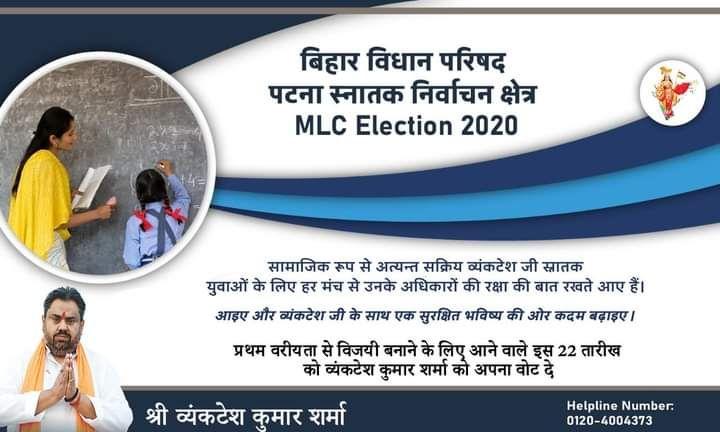 बिहार विधान परिषद
पटना स्नातक निर्वाचन क्षेत्र
MLC Election 2020
सामाजिक रूप से अत्यन्त सक्रिय व्यंकटेश जी स्नातक
युवाओं के लिए हर मंच से उनके अधिकारों की रक्षा की बात रखते आए हैं।
आइए और व्यंकटेश जी के साथ एक सुरक्षित भविष्य की ओर कदम बढ़ाइए।
प्रथम वरीयता से विजयी बनाने के लिए आने वाले इस 22 तारीख
को व्यंकटेश कुमार शर्मा को अपना वोट दे
श्री व्यंकटेश कुमार शर्मा
Helpline Number:
0120-4004373